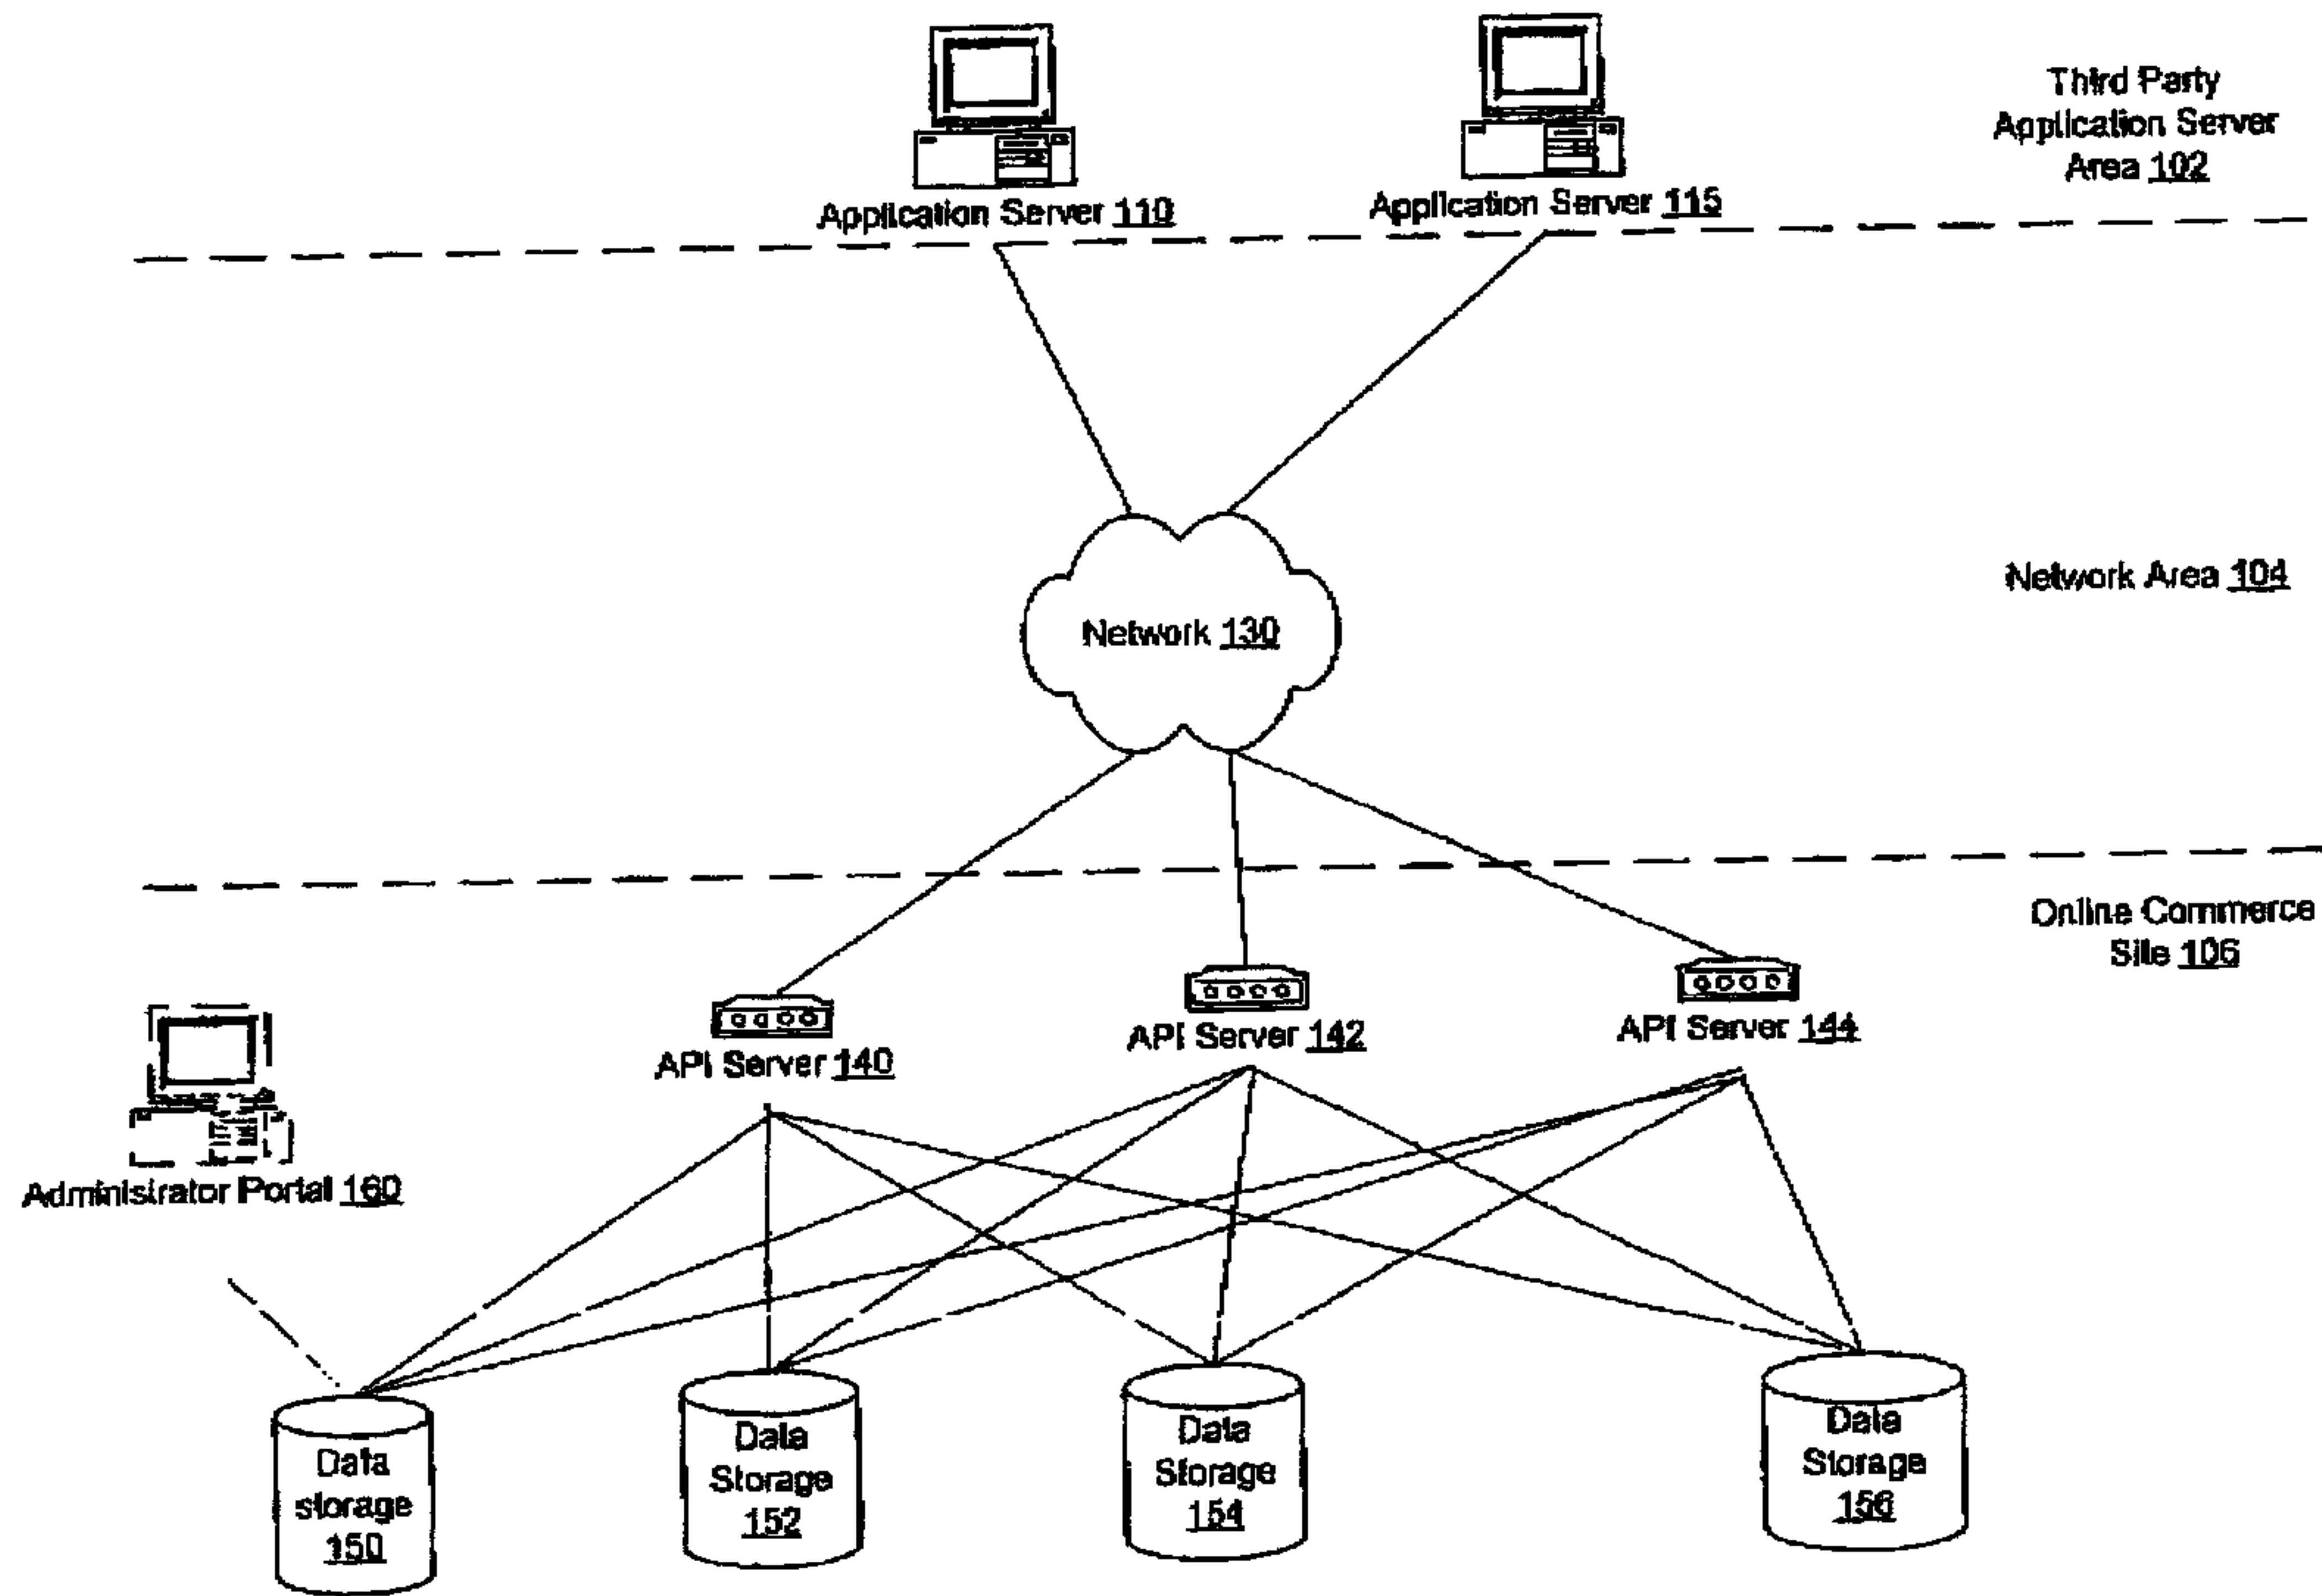 Third Party
Application Server
Area 102
Application Server 110
Application Server 115
Network Area 104
Network 130
Online Commerce
Site 106
API Server 140
API Server 142
API Server 144
Administrator Portal 160
Data
storage
150
Data
Storage
152
Data
Storage
154
Data
Storage
156